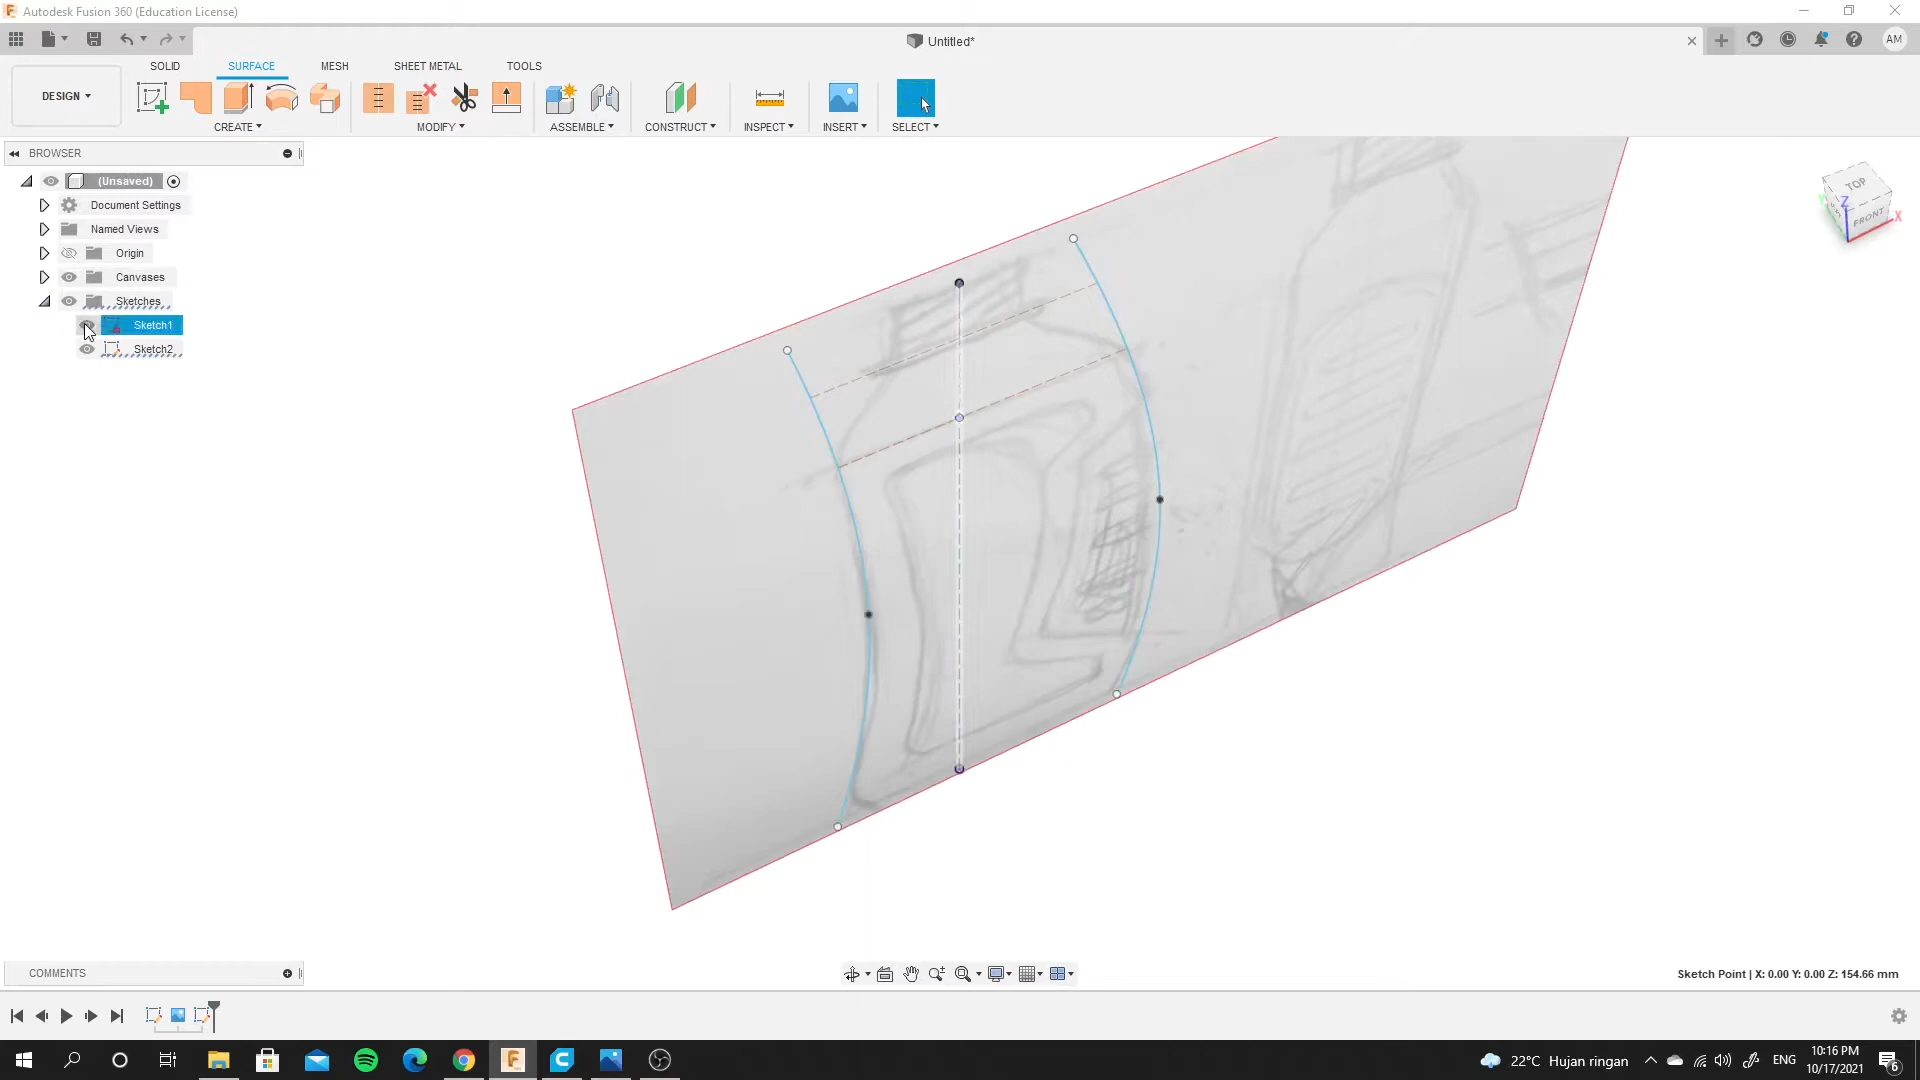 Autodesk Fusion 360 (Education License)
Untitled*
AM
SOLID SURFACE MESH SHEET METAL TOOLS
DESIGN
CREATE MODIFY ASSEMBLE CONSTRUCT INSPECT INSERT SELECT
BROWSER
(Unsaved)
Document Settings
Named Views
Origin
Canvases
Sketches
Sketch1
Sketch2
TOP
FRONT
Z
X
COMMENTS
Sketch Point | X: 0.00 Y: 0.00 Z: 154.66 mm
22°C Hujan ringan
ENG
10:16 PM
10/17/2021
6